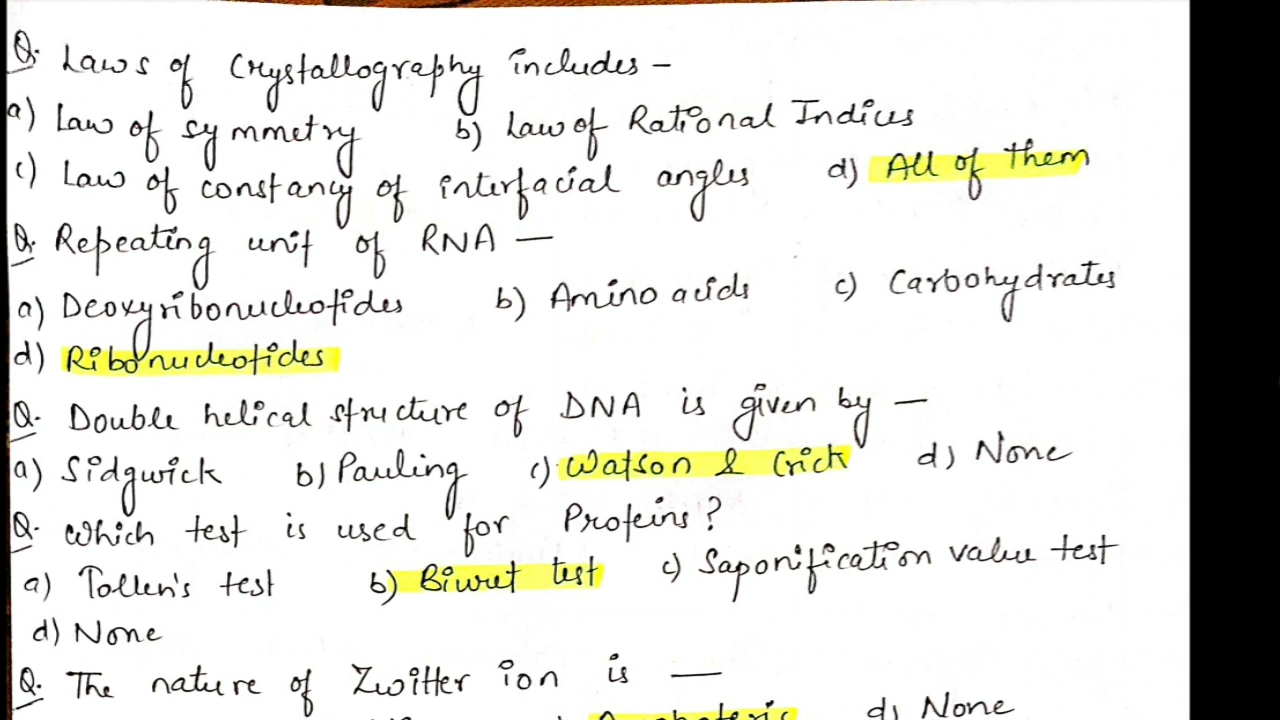 Q. Laws of Crystallography includes -
a) Law of symmetry b) Law of Rational Indices
c) Law of constancy of interfacial angles d) All of them
Q. Repeating unit of RNA —
a) Deoxyribonucleotides b) Amino acids c) Carbohydrates
d) Ribonucleotides
Q. Double helical structure of DNA is given by —
a) Sidgwick b) Pauling c) Watson & Crick d) None
Q. Which test is used for Proteins?
a) Tollen's test b) Biuret test c) Saponification value test
d) None
Q. The nature of Zwitter ion is —
d) None